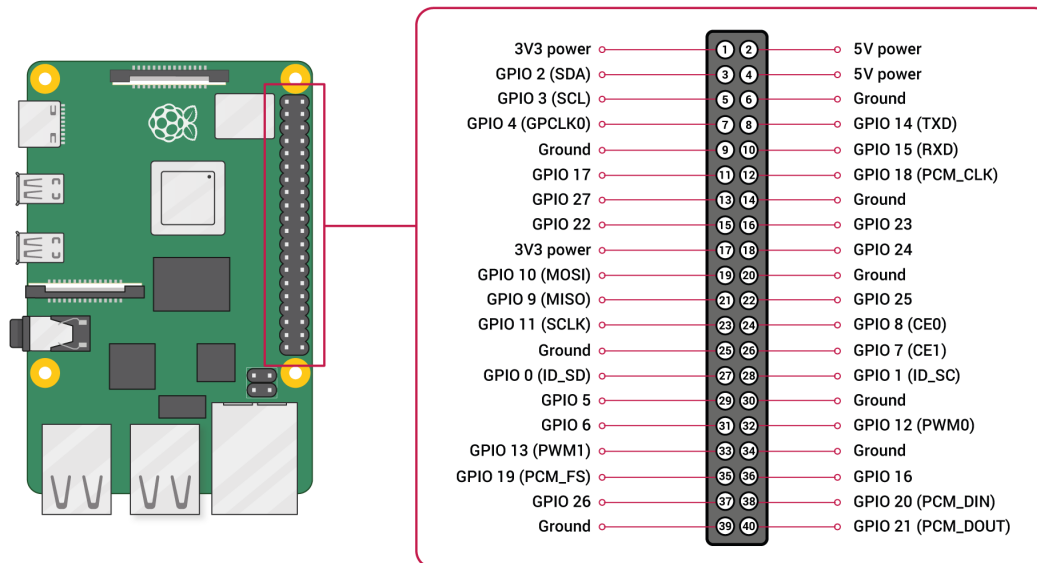 3V3 power 1 2 5V power
GPIO 2 (SDA) 3 4 5V power
GPIO 3 (SCL) 5 6 Ground
GPIO 4 (GPCLK0) 7 8 GPIO 14 (TXD)
Ground 9 10 GPIO 15 (RXD)
GPIO 17 11 12 GPIO 18 (PCM_CLK)
GPIO 27 13 14 Ground
GPIO 22 15 16 GPIO 23
3V3 power 17 18 GPIO 24
GPIO 10 (MOSI) 19 20 Ground
GPIO 9 (MISO) 21 22 GPIO 25
GPIO 11 (SCLK) 23 24 GPIO 8 (CE0)
Ground 25 26 GPIO 7 (CE1)
GPIO 0 (ID_SD) 27 28 GPIO 1 (ID_SC)
GPIO 5 29 30 Ground
GPIO 6 31 32 GPIO 12 (PWM0)
GPIO 13 (PWM1) 33 34 Ground
GPIO 19 (PCM_FS) 35 36 GPIO 16
GPIO 26 37 38 GPIO 20 (PCM_DIN)
Ground 39 40 GPIO 21 (PCM_DOUT)